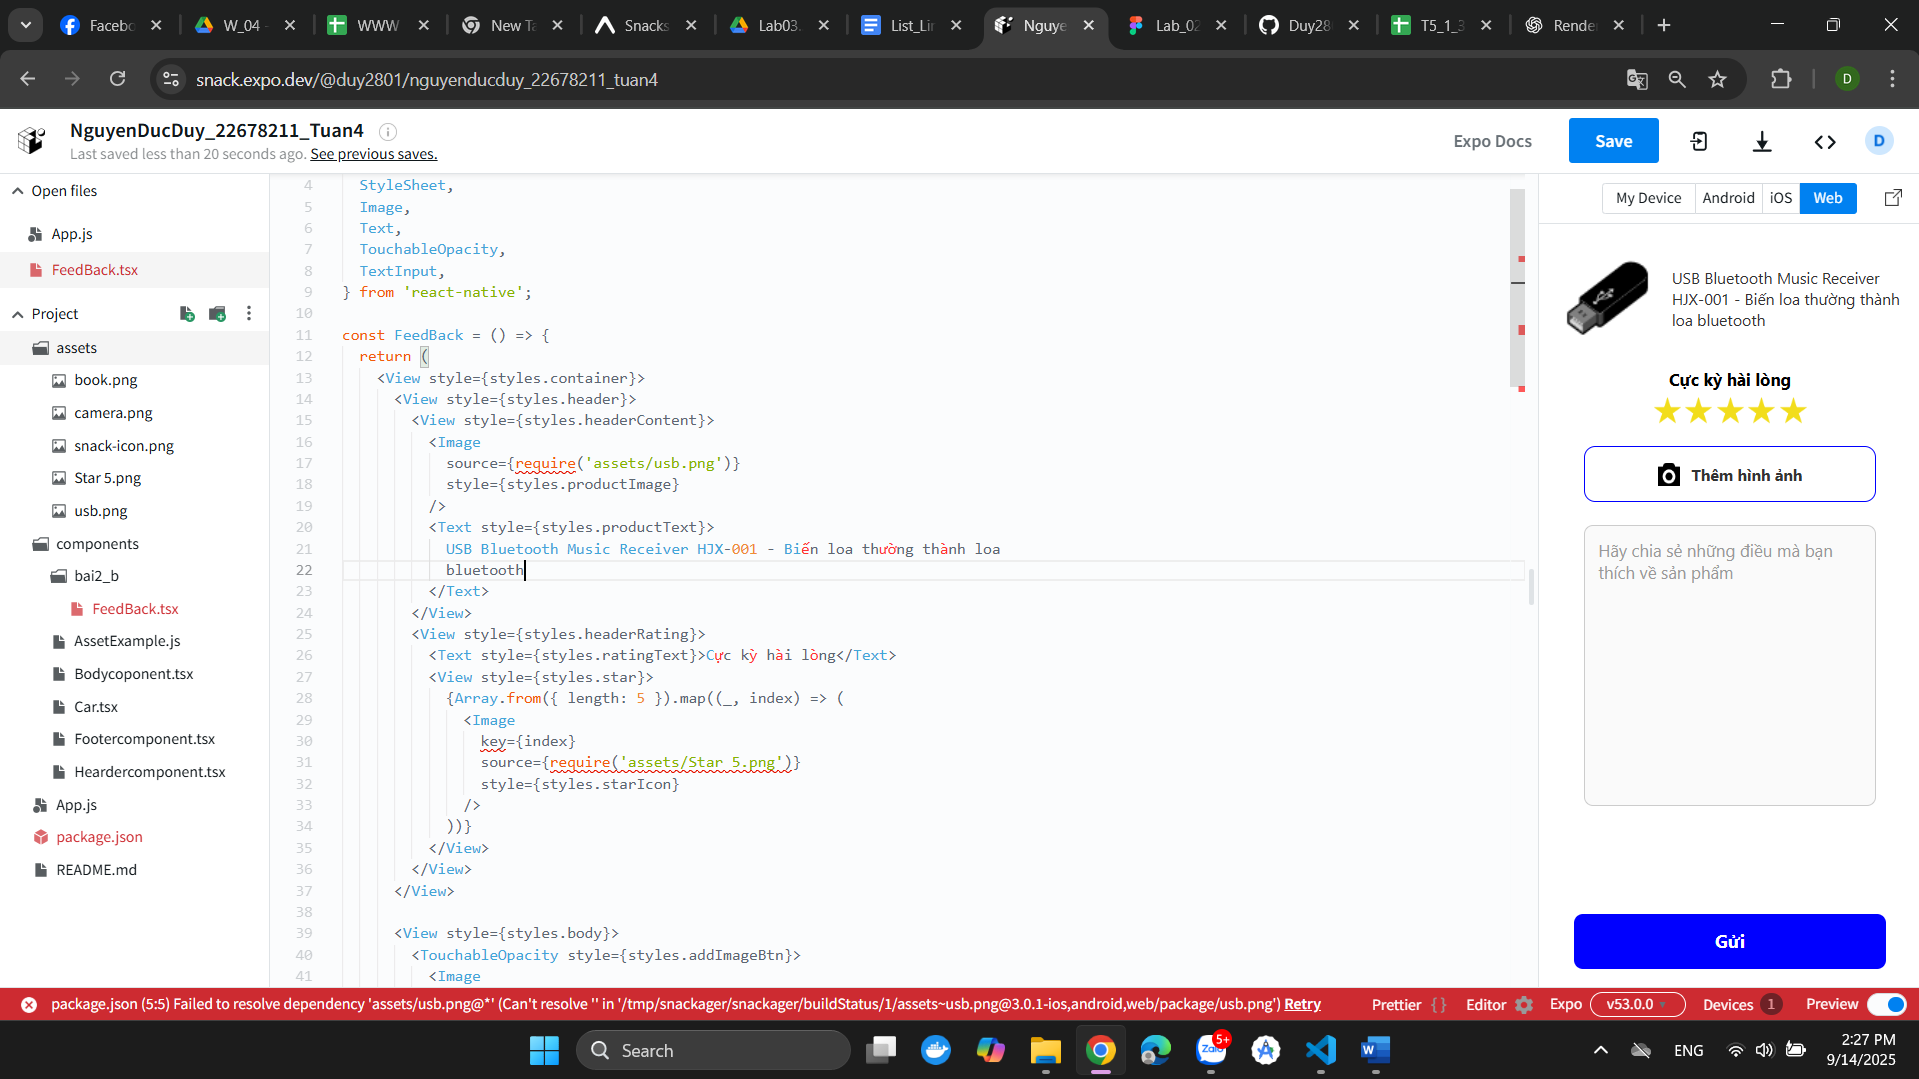 Facebo
W_04 -
WWW
New Ta
Snacks
Lab03.
List_Lin
Nguye
Lab_02
Duy28
T5_1_3
Render
snack.expo.dev/@duy2801/nguyenducduy_22678211_tuan4
D
NguyenDucDuy_22678211_Tuan4
Last saved less than 20 seconds ago. See previous saves.
Expo Docs
Save
D
Open files
App.js
FeedBack.tsx
Project
assets
book.png
camera.png
snack-icon.png
Star 5.png
usb.png
components
bai2_b
FeedBack.tsx
AssetExample.js
Bodycoponent.tsx
Car.tsx
Footercomponent.tsx
Heardercomponent.tsx
App.js
package.json
README.md
4 StyleSheet,
5 Image,
6 Text,
7 TouchableOpacity,
8 TextInput,
9 } from 'react-native';
10
11 const FeedBack = () => {
12 return (
13 <View style={styles.container}>
14 <View style={styles.header}>
15 <View style={styles.headerContent}>
16 <Image
17 source={require('assets/usb.png')}
18 style={styles.productImage}
19 />
20 <Text style={styles.productText}>
21 USB Bluetooth Music Receiver HJX-001 - Biến loa thường thành loa
22 bluetooth
23 </Text>
24 </View>
25 <View style={styles.headerRating}>
26 <Text style={styles.ratingText}>Cực kỳ hài lòng</Text>
27 <View style={styles.star}>
28 {Array.from({ length: 5 }).map((_, index) => (
29 <Image
30 key={index}
31 source={require('assets/Star 5.png')}
32 style={styles.starIcon}
33 />
34 ))}
35 </View>
36 </View>
37 </View>
38
39 <View style={styles.body}>
40 <TouchableOpacity style={styles.addImageBtn}>
41 <Image
My Device
Android
iOS
Web
USB Bluetooth Music Receiver
HJX-001 - Biến loa thường thành
loa bluetooth
Cực kỳ hài lòng
Thêm hình ảnh
Hãy chia sẻ những điều mà bạn
thích về sản phẩm
Gửi
package.json (5:5) Failed to resolve dependency 'assets/usb.png@*' (Can't resolve '' in '/tmp/snackager/snackager/buildStatus/1/assets~usb.png@3.0.1-ios,android,web/package/usb.png') Retry
Prettier { }
Editor
Expo
v53.0.0
Devices 1
Preview
Search
Zalo
5+
W
ENG
2:27 PM
9/14/2025